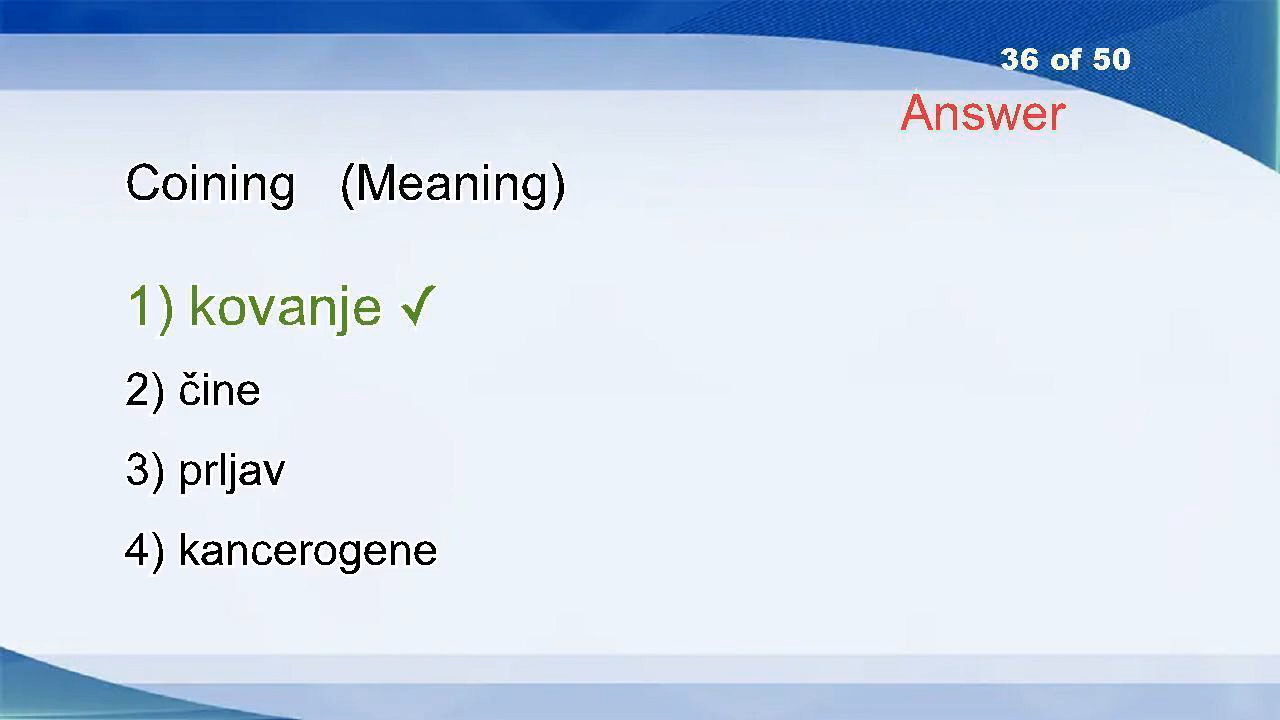 36 of 50
Answer
Coining (Meaning)
1) kovanje ✓
2) čine
3) prljav
4) kancerogene